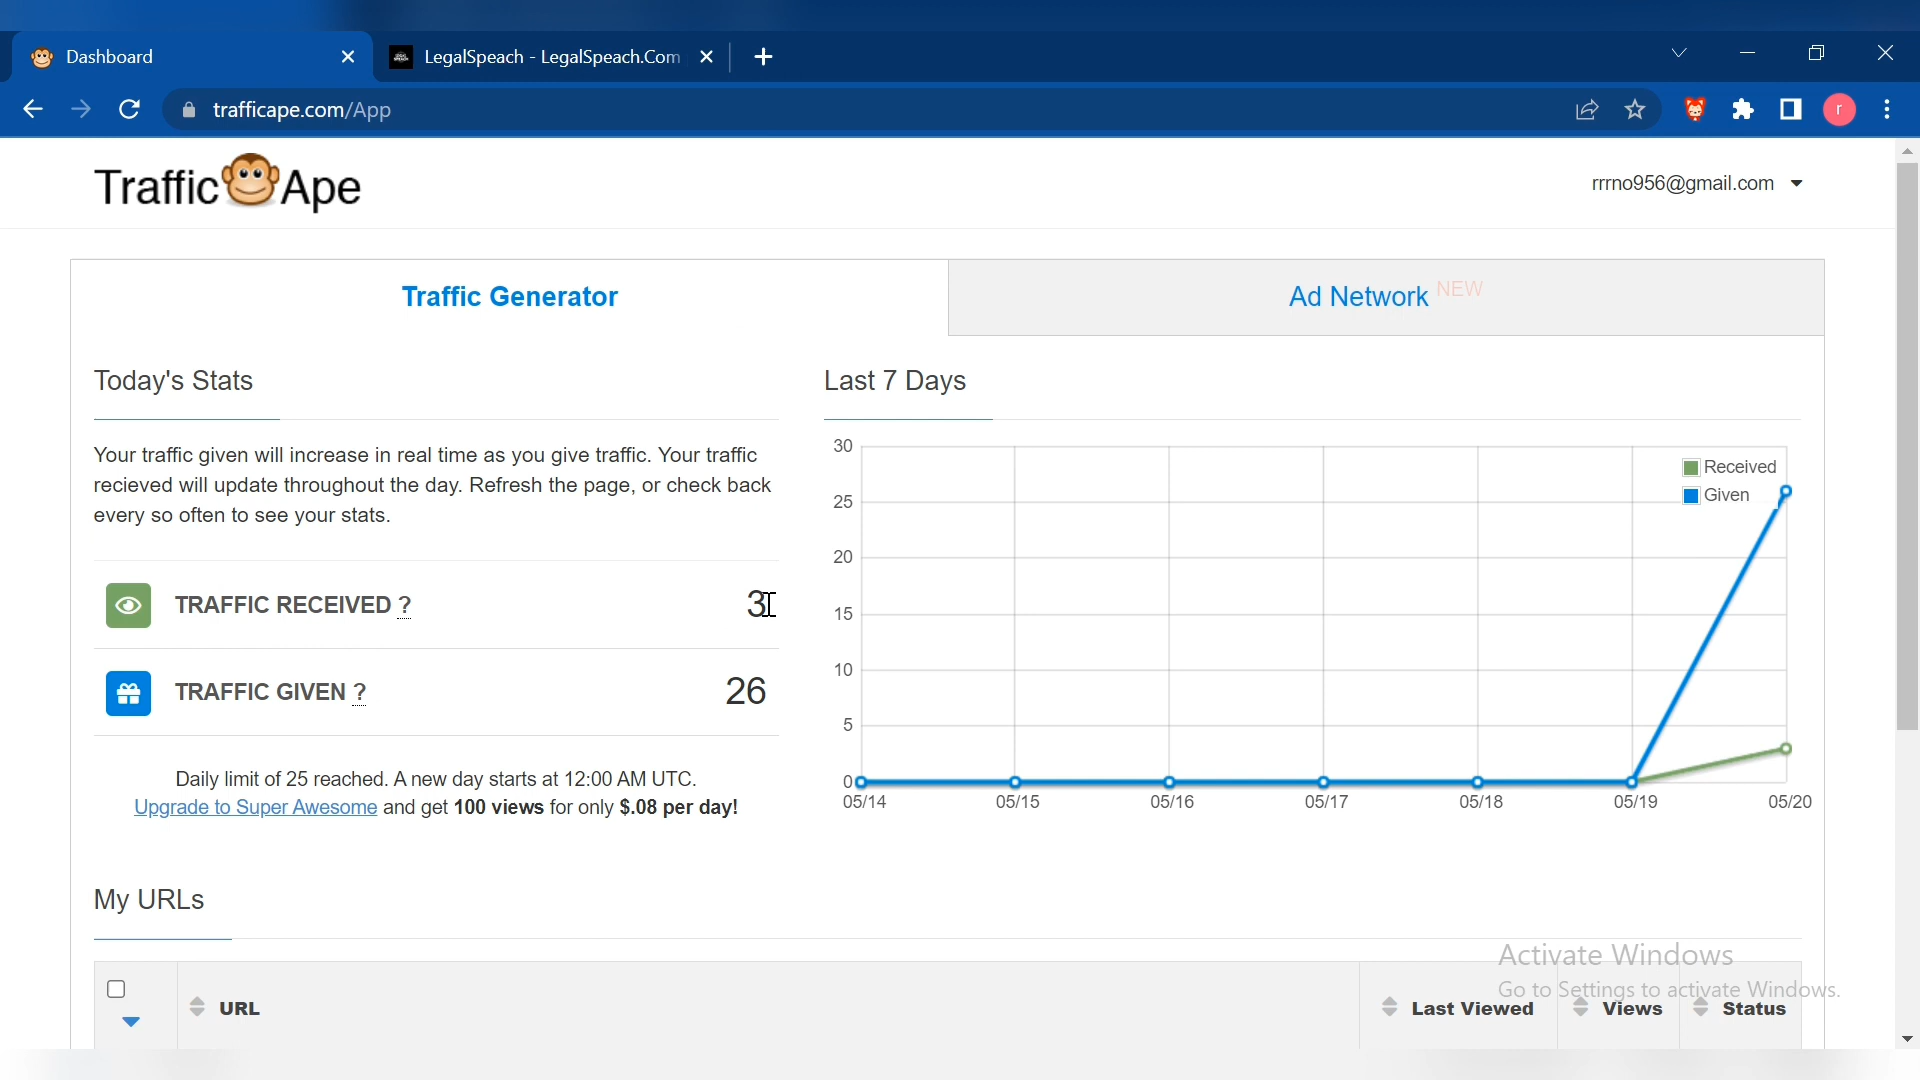 Dashboard
LegalSpeach - LegalSpeach.Com
trafficape.com/App
r
Traffic Ape
rrrno956@gmail.com
Traffic Generator
Ad Network NEW
Today's Stats
Last 7 Days
Your traffic given will increase in real time as you give traffic. Your traffic
recieved will update throughout the day. Refresh the page, or check back
every so often to see your stats.
TRAFFIC RECEIVED ?
3
TRAFFIC GIVEN ?
26
Daily limit of 25 reached. A new day starts at 12:00 AM UTC.
Upgrade to Super Awesome and get 100 views for only $.08 per day!
30
25
20
15
10
5
0
Received
Given
05/14
05/15
05/16
05/17
05/18
05/19
05/20
My URLs
Activate Windows
Go to Settings to activate Windows.
URL
Last Viewed
Views
Status